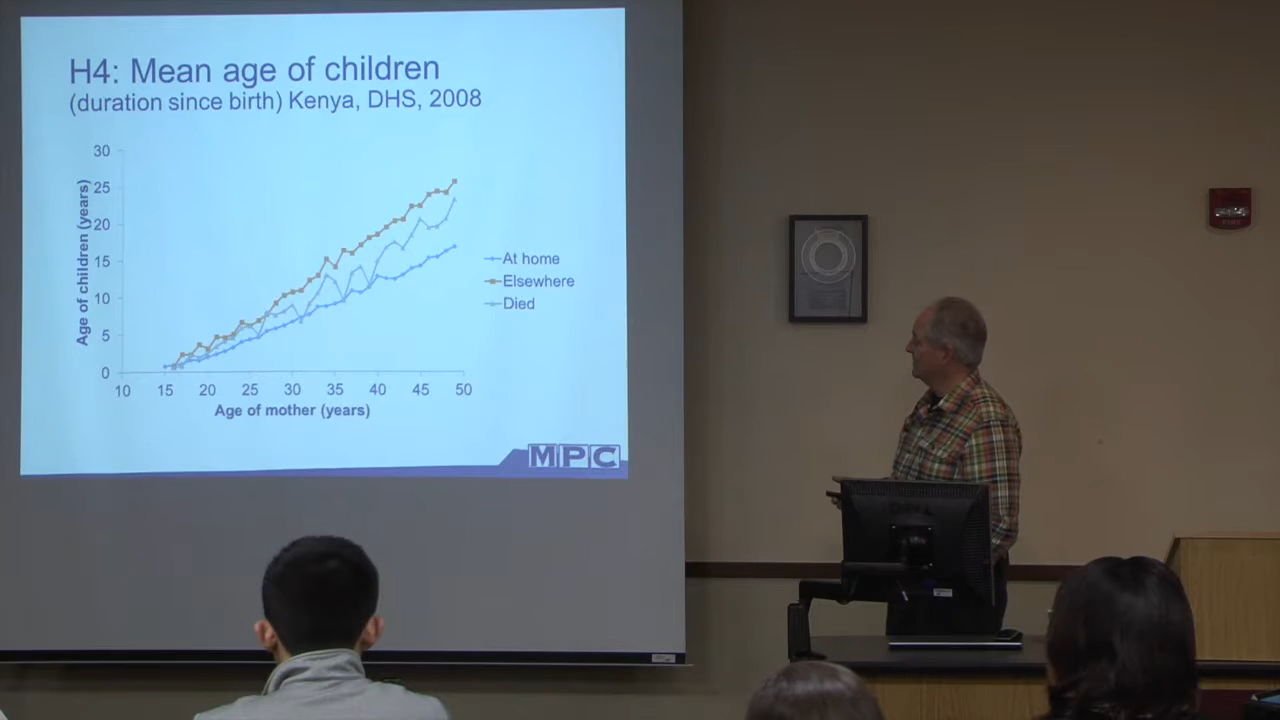 H4: Mean age of children
(duration since birth) Kenya, DHS, 2008
30
25
20
15
10
5
0
Age of children (years)
10 15 20 25 30 35 40 45 50
Age of mother (years)
At home
Elsewhere
Died
MPC
DELL
FIRE